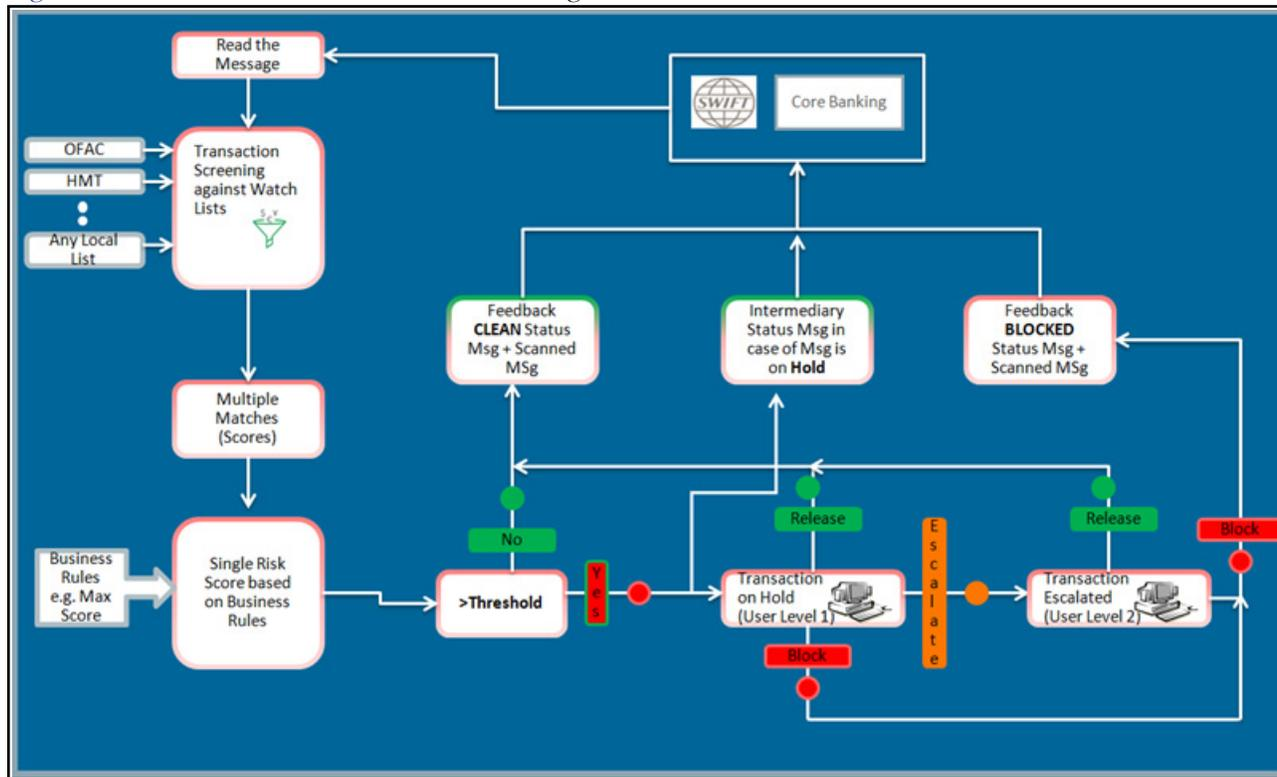 Read the
Message
SWIFT
Core Banking
OFAC
HMT
Any Local
List
Transaction
Screening
against Watch
Lists
S C V
Feedback
CLEAN Status
Msg + Scanned
MSg
Intermediary
Status Msg in
case of Msg is
on Hold
Feedback
BLOCKED
Status Msg +
Scanned MSg
Multiple
Matches
(Scores)
No
Release
Escalate
Release
Block
Business
Rules
e.g. Max
Score
Single Risk
Score based
on Business
Rules
>Threshold
Yes
Transaction
on Hold
(User Level 1)
Transaction
Escalated
(User Level 2)
Block